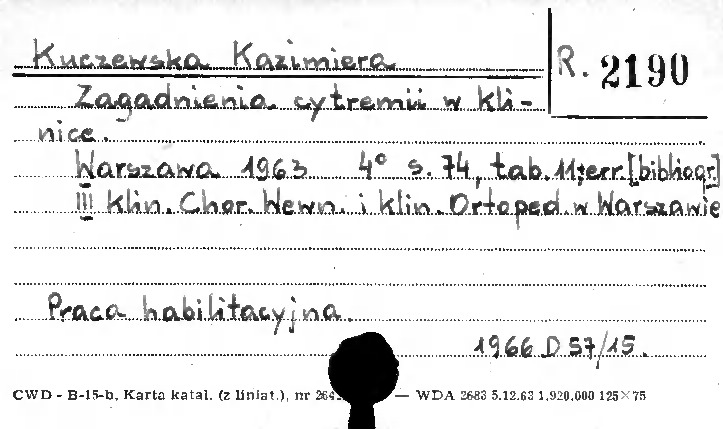 Kuczewska Kazimiera
R. 2190
Zagadnienia cytremii w kli-
nice.
Warszawa 1963 4° s. 74, tab. 11; err. [bibliogr.]
III Klin. Chor. Wewn. i Klin. Ortoped. w Warszawie
Praca habilitacyjna.
1966 D 57/15.
CWD - B-15-b, Karta katal. (z liniat.), nr 264 — WDA 2683 5.12.63 1.920.000 125×75